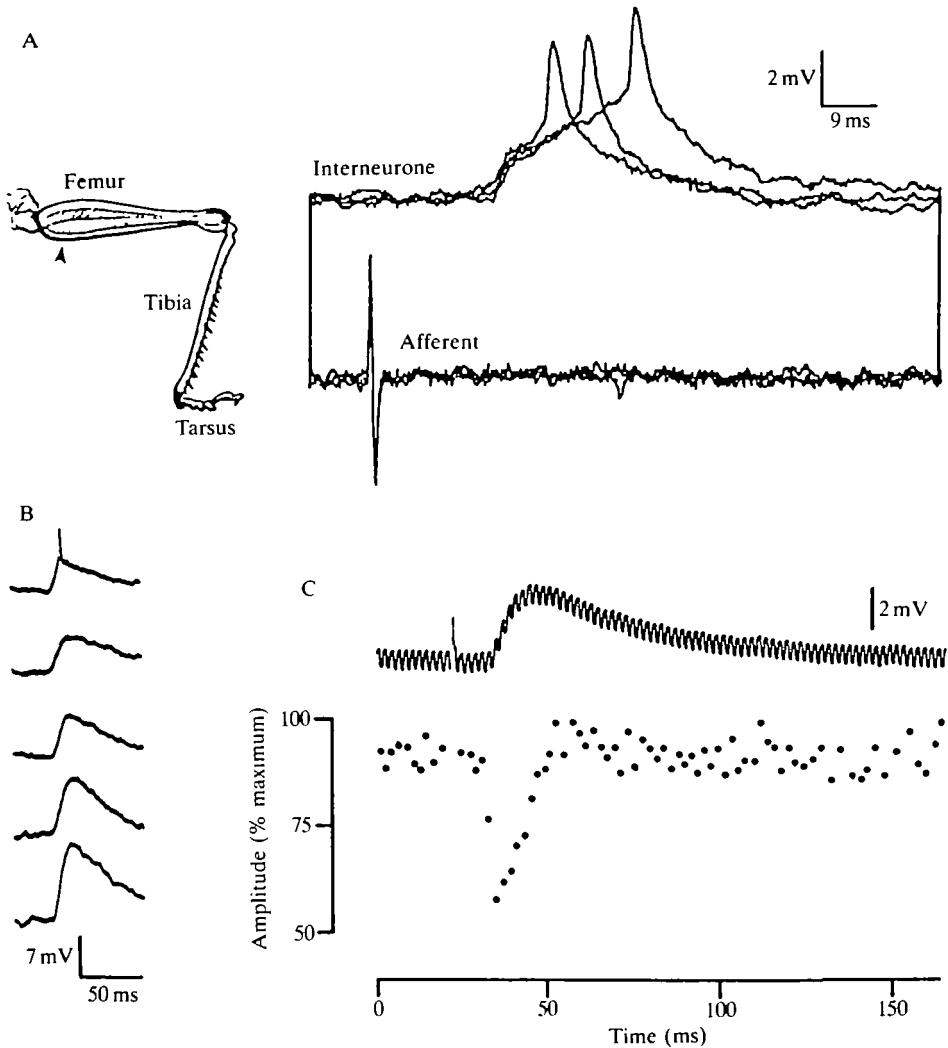 A
Femur
Tibia
Tarsus
Interneurone
2 mV
9 ms
Afferent
B
7 mV
50 ms
C
2 mV
Amplitude (% maximum)
100
75
50
0
50
100
150
Time (ms)